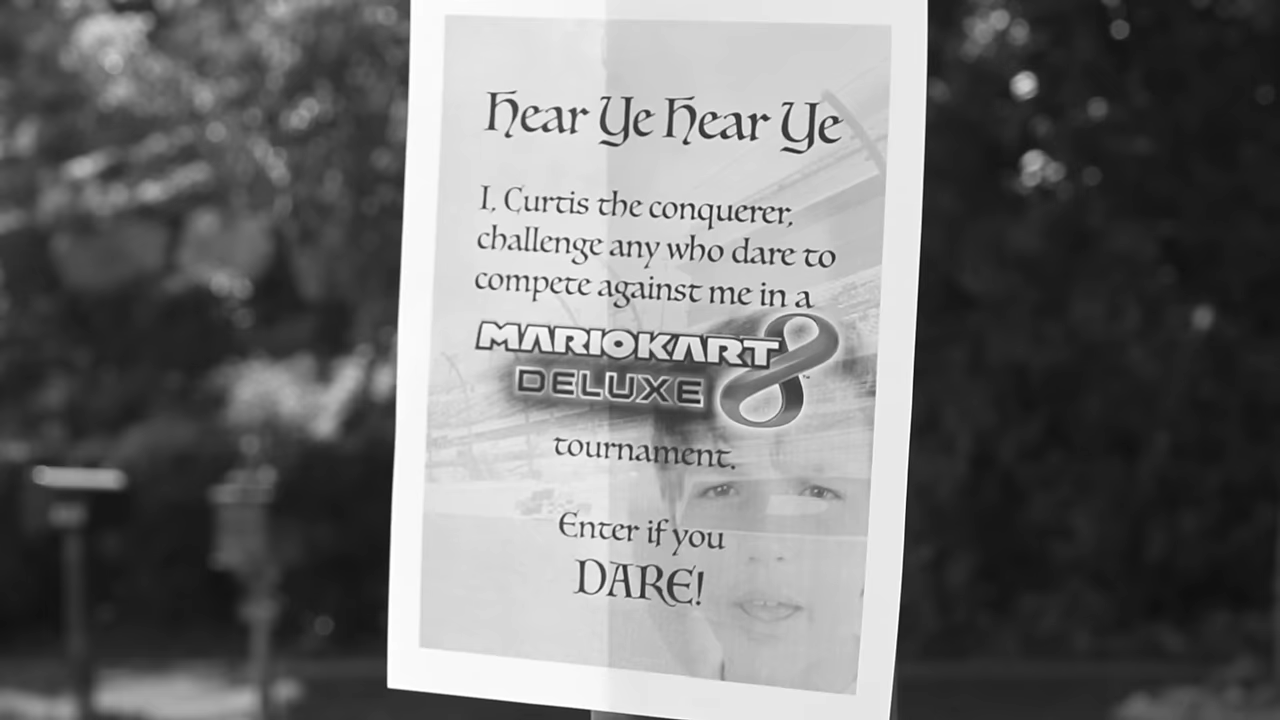 Hear Ye Hear Ye
I, Curtis the conquerer,
challenge any who dare to
compete against me in a
MARIOKART 8
DELUXE
tournament.
Enter if you
DARE!